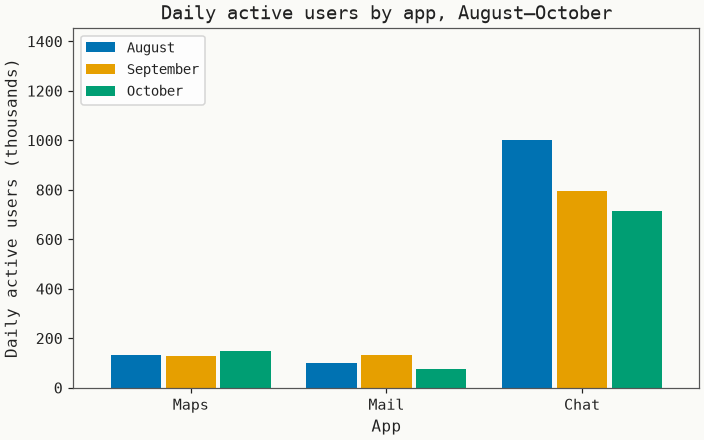 Daily active users by app, August–October
Daily active users (thousands)
1400
1200
1000
800
600
400
200
0
August
September
October
Maps
Mail
Chat
App